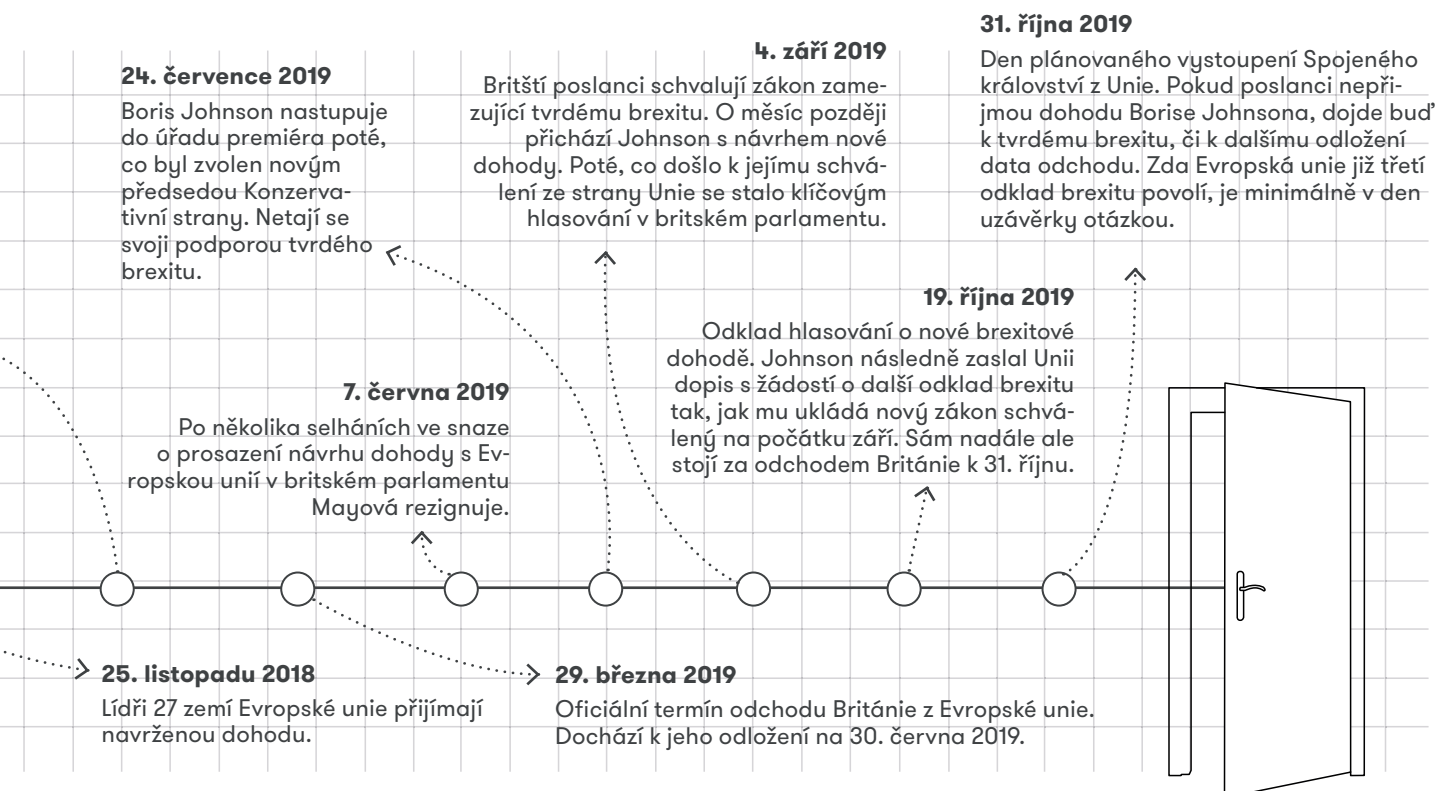 24. července 2019
Boris Johnson nastupuje
do úřadu premiéra poté,
co byl zvolen novým
předsedou Konzerva-
tivní strany. Netají se
svoji podporou tvrdého
brexitu.
4. září 2019
Britští poslanci schvalují zákon zame-
zující tvrdému brexitu. O měsíc později
přichází Johnson s návrhem nové
dohody. Poté, co došlo k jejímu schvá-
lení ze strany Unie se stalo klíčovým
hlasování v britském parlamentu.
31. října 2019
Den plánovaného vystoupení Spojeného
království z Unie. Pokud poslanci nepři-
jmou dohodu Borise Johnsona, dojde buď
k tvrdému brexitu, či k dalšímu odložení
data odchodu. Zda Evropská unie již třetí
odklad brexitu povolí, je minimálně v den
uzávěrky otázkou.
19. října 2019
Odklad hlasování o nové brexitové
dohodě. Johnson následně zaslal Unii
dopis s žádostí o další odklad brexitu
tak, jak mu ukládá nový zákon schvá-
lený na počátku září. Sám nadále ale
stojí za odchodem Británie k 31. říjnu.
7. června 2019
Po několika selháních ve snaze
o prosazení návrhu dohody s Ev-
ropskou unií v britském parlamentu
Mayová rezignuje.
25. listopadu 2018
Lídři 27 zemí Evropské unie přijímají
navrženou dohodu.
29. března 2019
Oficiální termín odchodu Británie z Evropské unie.
Dochází k jeho odložení na 30. června 2019.